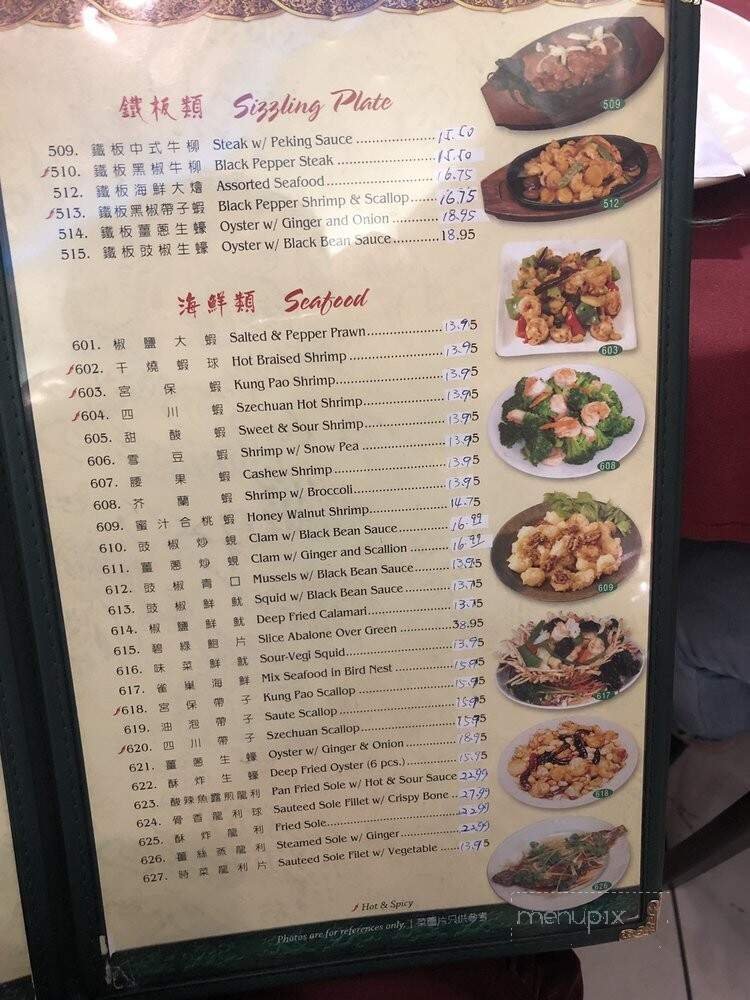 鐵板類 Sizzling Plate
509. 鐵板中式牛柳 Steak w/ Peking Sauce ................ 15.50
510. 鐵板黑椒牛柳 Black Pepper Steak ................ 15.50
512. 鐵板海鮮大燴 Assorted Seafood ................ 16.75
513. 鐵板黑椒帶子蝦 Black Pepper Shrimp & Scallop ...... 16.75
514. 鐵板薑蔥生蠔 Oyster w/ Ginger and Onion ........... 18.95
515. 鐵板豉椒生蠔 Oyster w/ Black Bean Sauce ........... 18.95
海鮮類 Seafood
601. 椒鹽大蝦 Salted & Pepper Prawn ................ 13.95
602. 干燒蝦球 Hot Braised Shrimp ................ 13.95
603. 宮保蝦 Kung Pao Shrimp ................ 13.95
604. 四川蝦 Szechuan Hot Shrimp ................ 13.95
605. 甜酸蝦 Sweet & Sour Shrimp ................ 13.95
606. 雪豆蝦 Shrimp w/ Snow Pea ................ 13.95
607. 腰果蝦 Cashew Shrimp ................ 13.95
608. 芥蘭蝦 Shrimp w/ Broccoli ................ 13.95
609. 蜜汁合桃蝦 Honey Walnut Shrimp ................ 14.75
610. 豉椒炒蜆 Clam w/ Black Bean Sauce ................ 16.99
611. 薑蔥炒蜆 Clam w/ Ginger and Scallion ............. 16.99
612. 豉椒青口 Mussels w/ Black Bean Sauce ............. 13.95
613. 豉椒鮮魷 Squid w/ Black Bean Sauce ............. 13.75
614. 椒鹽鮮魷 Deep Fried Calamari ................ 13.75
615. 碧綠鮑片 Slice Abalone Over Green ............. 38.95
616. 味菜鮮魷 Sour-Vegi Squid ................ 13.95
617. 雀巢海鮮 Mix Seafood in Bird Nest ............. 15.95
618. 宮保帶子 Kung Pao Scallop ................ 15.95
619. 油泡帶子 Saute Scallop ................ 15.95
620. 四川帶子 Szechuan Scallop ................ 15.95
621. 薑蔥生蠔 Oyster w/ Ginger & Onion ............. 18.95
622. 酥炸生蠔 Deep Fried Oyster (6 pcs.) ............. 15.95
623. 酸辣魚露煎龍利 Pan Fried Sole w/ Hot & Sour Sauce 22.99
624. 骨香龍利球 Sauteed Sole Fillet w/ Crispy Bone ... 27.99
625. 酥炸龍利 Fried Sole ................ 22.99
626. 薑絲蒸龍利 Steamed Sole w/ Ginger ............. 22.99
627. 時菜龍利片 Sauteed Sole Filet w/ Vegetable ...... 13.95
Hot & Spicy
Photos are for references only. | 菜圖片只供參考
509
512
603
608
609
617
618
626
menupix